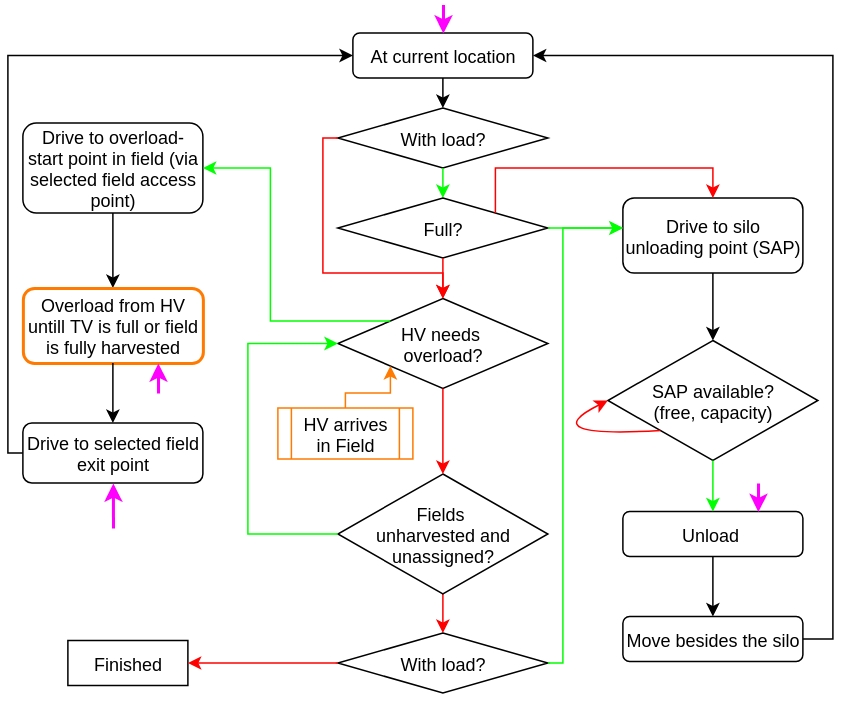 At current location
With load?
Drive to overload-
start point in field (via
selected field access
point)
Full?
Drive to silo
unloading point (SAP)
Overload from HV
untill TV is full or field
is fully harvested
HV needs
overload?
SAP available?
(free, capacity)
HV arrives
in Field
Drive to selected field
exit point
Fields
unharvested and
unassigned?
Unload
Move besides the silo
Finished
With load?